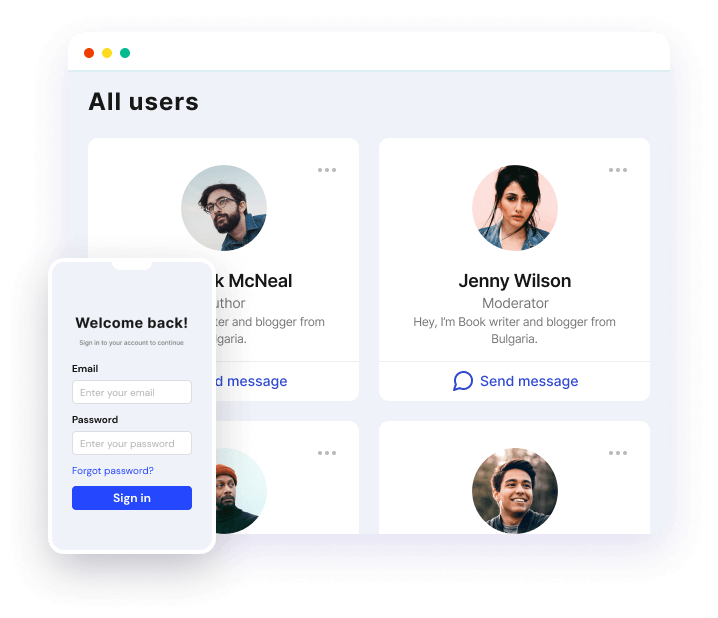 All users
k McNeal
uthor
ter and blogger from
lgaria.
d message
Jenny Wilson
Moderator
Hey, I'm Book writer and blogger from
Bulgaria.
Send message
Welcome back!
Sign in to your account to continue
Email
Enter your email
Password
Enter your password
Forgot password?
Sign in